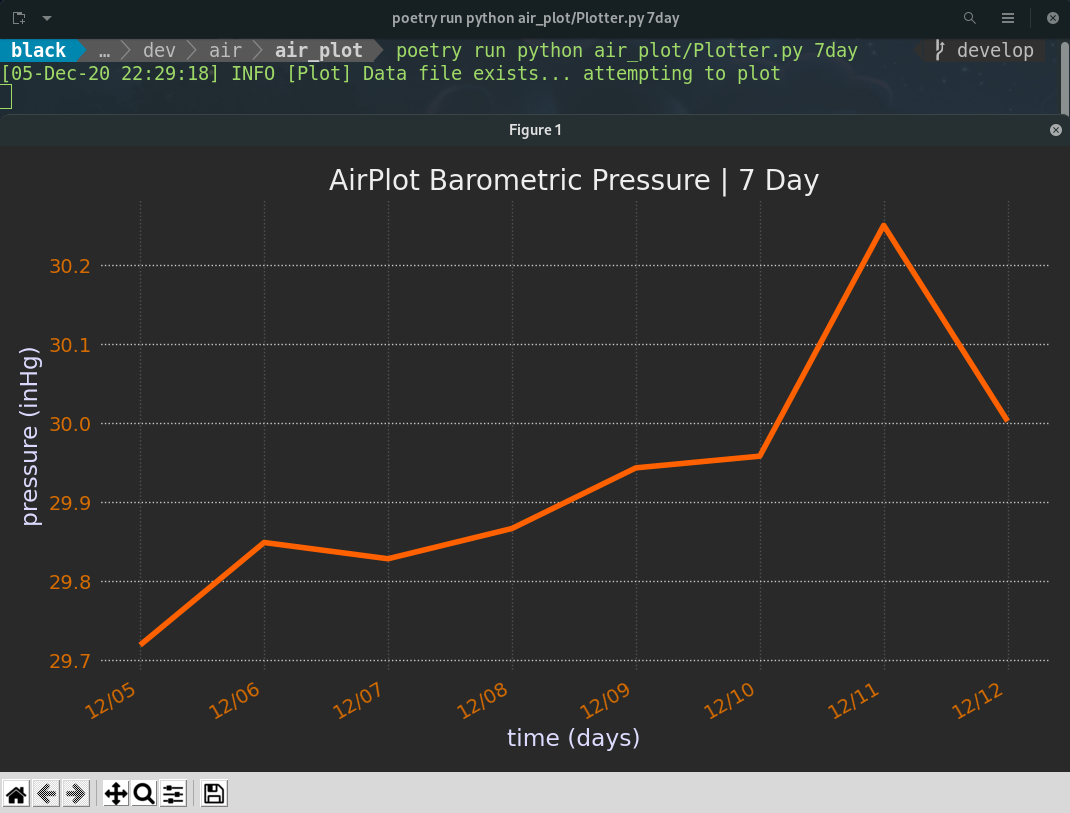 poetry run python air_plot/Plotter.py 7day
black … dev air air_plot poetry run python air_plot/Plotter.py 7day develop
[05-Dec-20 22:29:18] INFO [Plot] Data file exists... attempting to plot
Figure 1
AirPlot Barometric Pressure | 7 Day
30.2
30.1
30.0
29.9
29.8
29.7
pressure (inHg)
12/05 12/06 12/07 12/08 12/09 12/10 12/11 12/12
time (days)